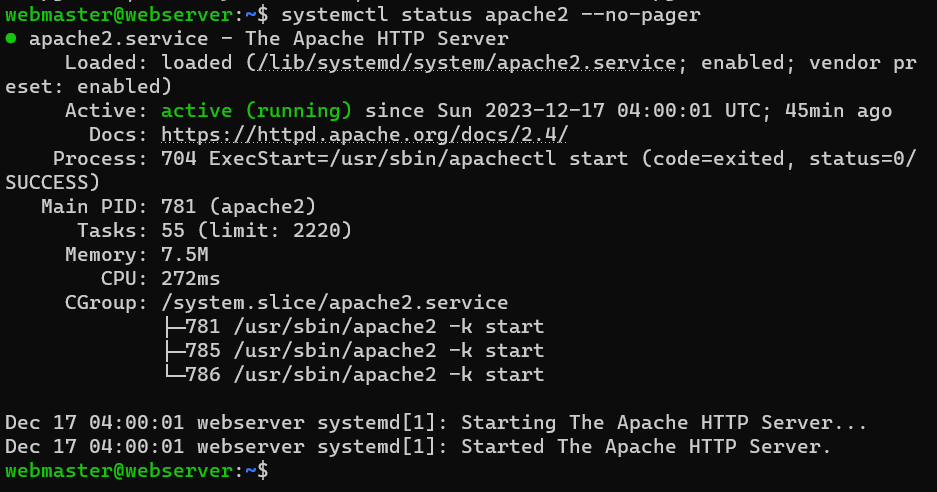 webmaster@webserver:~$ systemctl status apache2 --no-pager
● apache2.service - The Apache HTTP Server
     Loaded: loaded (/lib/systemd/system/apache2.service; enabled; vendor pr
eset: enabled)
     Active: active (running) since Sun 2023-12-17 04:00:01 UTC; 45min ago
       Docs: https://httpd.apache.org/docs/2.4/
    Process: 704 ExecStart=/usr/sbin/apachectl start (code=exited, status=0/
SUCCESS)
   Main PID: 781 (apache2)
      Tasks: 55 (limit: 2220)
     Memory: 7.5M
        CPU: 272ms
     CGroup: /system.slice/apache2.service
             ├─781 /usr/sbin/apache2 -k start
             ├─785 /usr/sbin/apache2 -k start
             └─786 /usr/sbin/apache2 -k start

Dec 17 04:00:01 webserver systemd[1]: Starting The Apache HTTP Server...
Dec 17 04:00:01 webserver systemd[1]: Started The Apache HTTP Server.
webmaster@webserver:~$